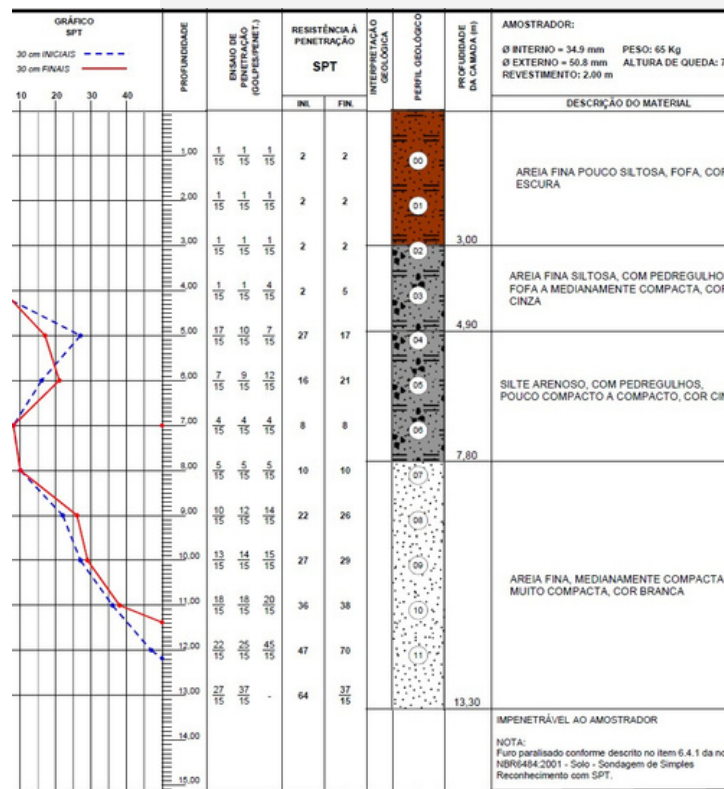 GRÁFICO
SPT
30 cm INICIAIS
30 cm FINAIS
20 30 40
PROFUNDIDADE
ENSAIO DE
PENETRAÇÃO
(GOLPES/PENET.)
RESISTÊNCIA À
PENETRAÇÃO
SPT
INI. FIN.
INTERPRETAÇÃO
GEOLÓGICA
PERFIL GEOLÓGICO
PROFUDIDADE
DA CAMADA (m)
AMOSTRADOR:
Ø INTERNO = 34.9 mm PESO: 65 Kg
Ø EXTERNO = 50.8 mm ALTURA DE QUEDA: 7
REVESTIMENTO: 2.00 m
DESCRIÇÃO DO MATERIAL
1,00 1/15 1/15 1/15 2 2 00
AREIA FINA POUCO SILTOSA, FOFA, COR
ESCURA
2,00 1/15 1/15 1/15 2 2 01
3,00 1/15 1/15 1/15 2 2 02 3,00
AREIA FINA SILTOSA, COM PEDREGULHO
FOFA A MEDIANAMENTE COMPACTA, COR
CINZA
4,00 1/15 1/15 4/15 2 5 03
4,90
5,00 17/15 10/15 7/15 27 17 04
6,00 7/15 9/15 12/15 16 21 05
SILTE ARENOSO, COM PEDREGULHOS,
POUCO COMPACTO A COMPACTO, COR CIN
7,00 4/15 4/15 4/15 8 8 06
7,80
8,00 5/15 5/15 5/15 10 10 07
9,00 10/15 12/15 14/15 22 26 08
10,00 13/15 14/15 15/15 27 29 09
AREIA FINA, MEDIANAMENTE COMPACTA
MUITO COMPACTA, COR BRANCA
11,00 18/15 18/15 20/15 36 38 10
12,00 22/15 25/15 45/15 47 70 11
13,00 27/15 37/15 - 64 37/15
13,30
IMPENETRÁVEL AO AMOSTRADOR
14,00
NOTA:
Furo paralisado conforme descrito no item 6.4.1 da no
NBR6484:2001 - Solo - Sondagem de Simples
Reconhecimento com SPT.
15,00